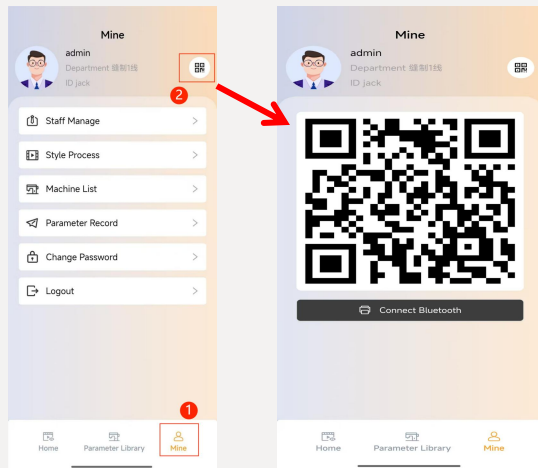 Mine
admin
Department 缝制1线
ID jack
2
Staff Manage
Style Process
Machine List
Parameter Record
Change Password
Logout
1
Home
Parameter Library
Mine
Mine
admin
Department 缝制1线
ID jack
Connect Bluetooth
Home
Parameter Library
Mine